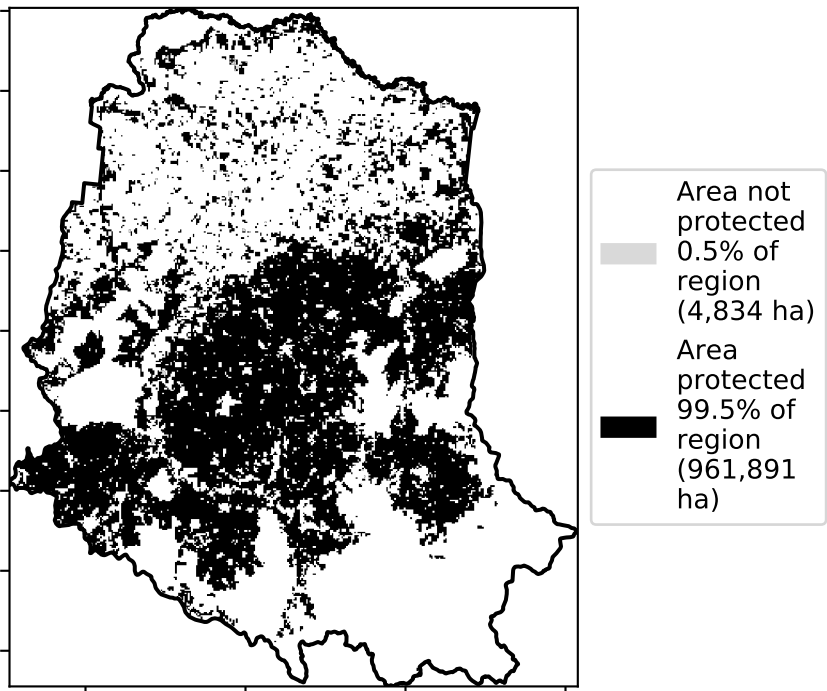 Area not
protected
0.5% of
region
(4,834 ha)
Area
protected
99.5% of
region
(961,891
ha)